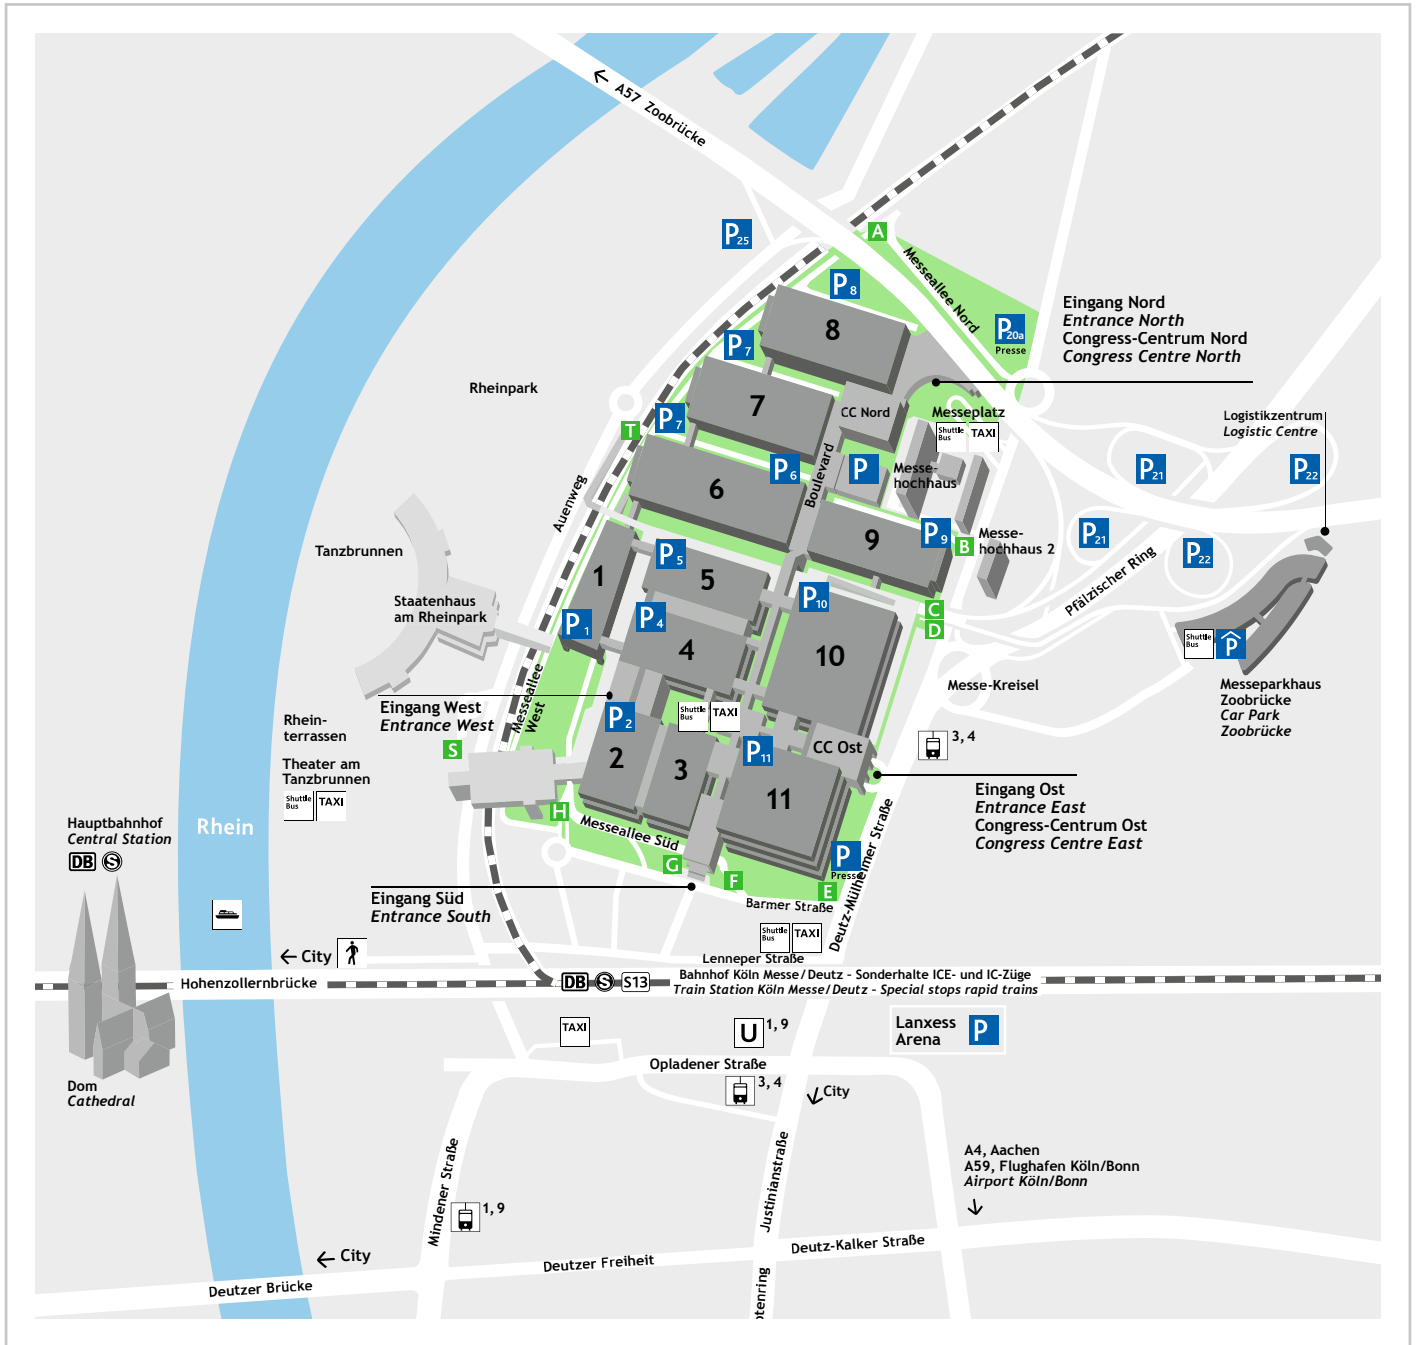 A57 Zoobrücke
P25
A
Messeallee Nord
P8
8
P20a
Presse
Eingang Nord
Entrance North
Congress-Centrum Nord
Congress Centre North
P7
7
Rheinpark
CC Nord
Messeplatz
Shuttle
Bus
TAXI
Logistikzentrum
Logistic Centre
P7
T
P6
P
Boulevard
Messe-
hochhaus
P21
P22
6
Auenweg
9
P9
B
Messe-
hochhaus 2
P21
P22
Pfälzischer Ring
Tanzbrunnen
P5
5
1
P10
C
D
Staatenhaus
am Rheinpark
P1
P4
4
10
Shuttle
Bus
P
Messe-Kreisel
Messeparkhaus
Zoobrücke
Car Park
Zoobrücke
Eingang West
Entrance West
Messeallee
West
P2
Shuttle
Bus
TAXI
Rhein-
terrassen
S
2
3
P11
CC Ost
3, 4
Theater am
Tanzbrunnen
Shuttle
Bus
TAXI
11
Eingang Ost
Entrance East
Congress-Centrum Ost
Congress Centre East
Rhein
Hauptbahnhof
Central Station
DB
S
H
Messeallee Süd
G
F
E
P
Presse
Deutz-Mülheimer Straße
Eingang Süd
Entrance South
Barmer Straße
Shuttle
Bus
TAXI
City
Lenneper Straße
Hohenzollernbrücke
DB
S
S13
Bahnhof Köln Messe/Deutz - Sonderhalte ICE- und IC-Züge
Train Station Köln Messe/Deutz - Special stops rapid trains
TAXI
U
1, 9
Lanxess
Arena
P
Opladener Straße
3, 4
City
Dom
Cathedral
Mindener Straße
1, 9
Justinianstraße
A4, Aachen
A59, Flughafen Köln/Bonn
Airport Köln/Bonn
City
Deutzer Brücke
Deutzer Freiheit
Deutz-Kalker Straße
otenring